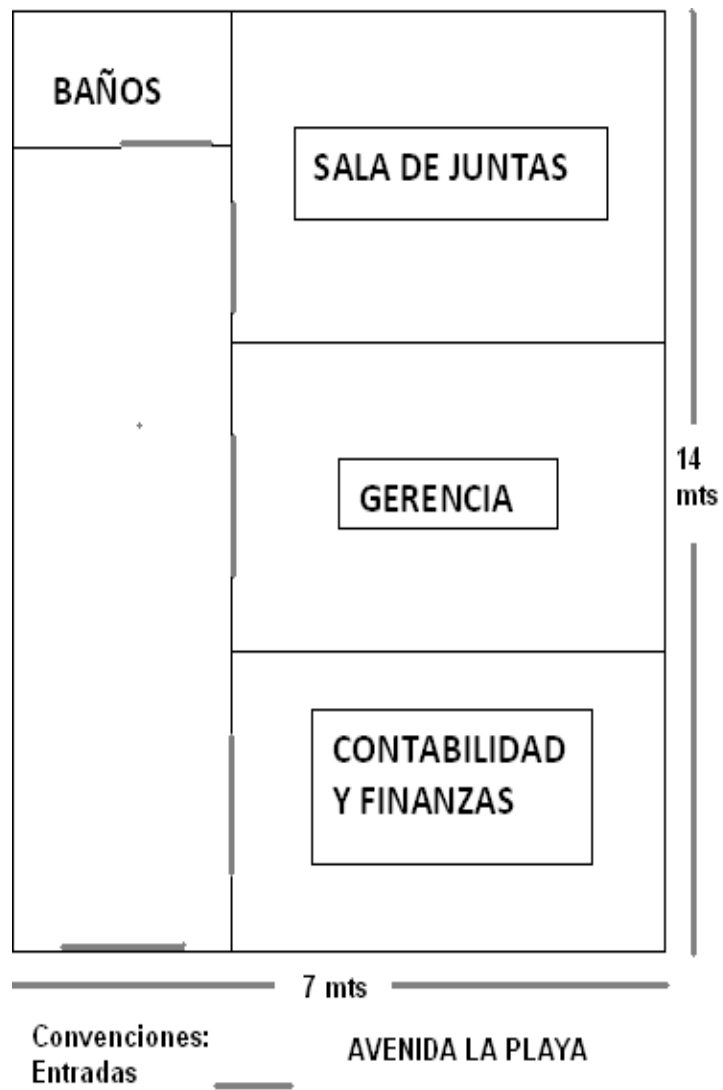 BAÑOS
SALA DE JUNTAS
GERENCIA
14
mts
CONTABILIDAD
Y FINANZAS
7 mts
Convenciones:
Entradas
AVENIDA LA PLAYA